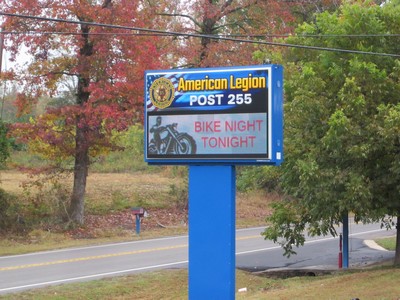 American Legion
POST 255
BIKE NIGHT
TONIGHT